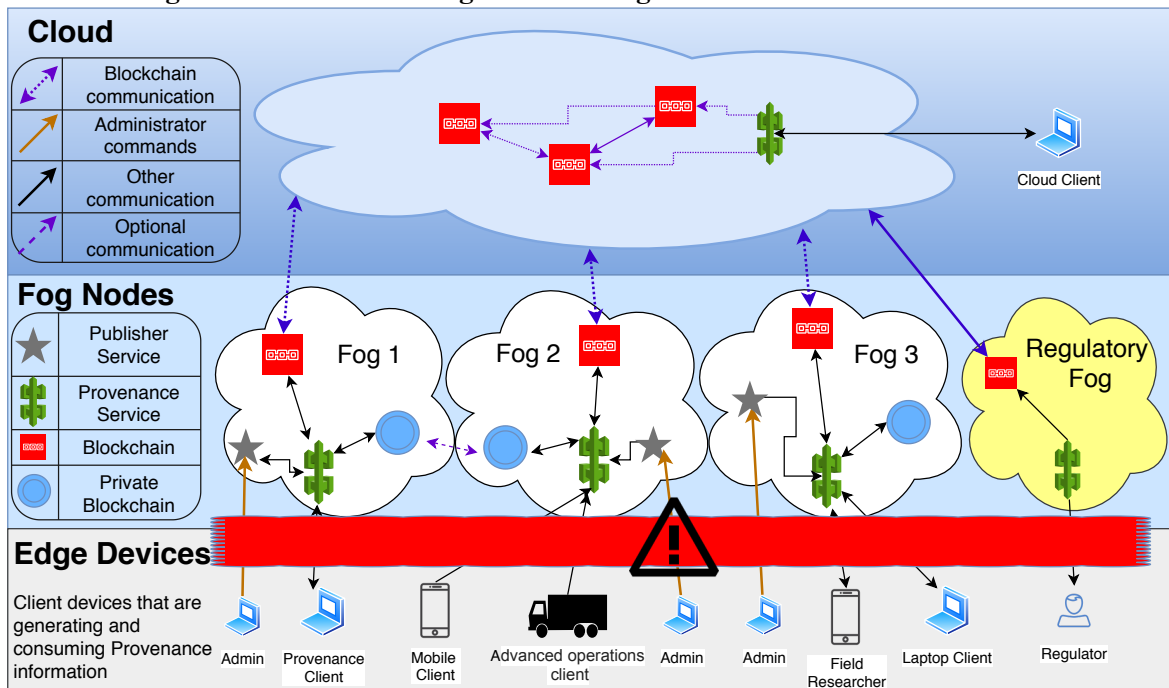 Cloud
Blockchain
communication
Administrator
commands
Other
communication
Optional
communication
Cloud Client
Fog Nodes
Publisher
Service
Provenance
Service
Blockchain
Private
Blockchain
Fog 1
Fog 2
Fog 3
Regulatory
Fog
Edge Devices
Client devices that are
generating and
consuming Provenance
information
Admin
Provenance
Client
Mobile
Client
Advanced operations
client
Admin
Admin
Field
Researcher
Laptop Client
Regulator